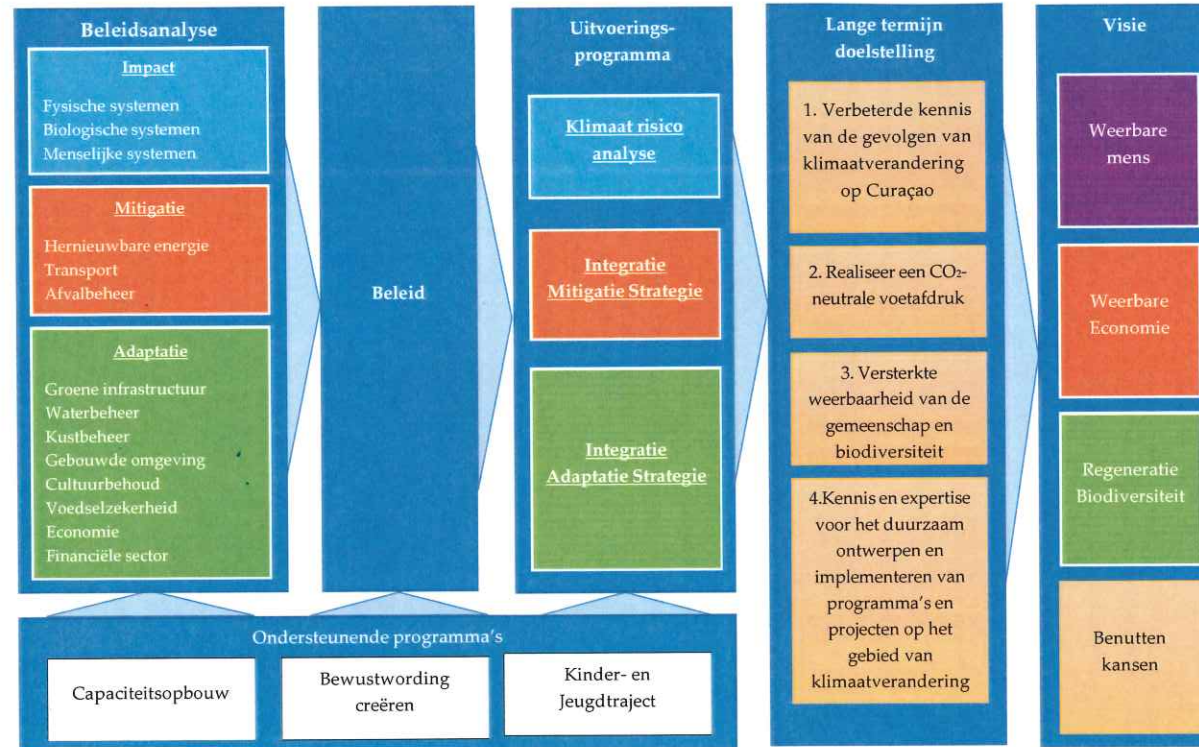 Beleidsanalyse
Impact
Fysische systemen
Biologische systemen
Menselijke systemen
Mitigatie
Hernieuwbare energie
Transport
Afvalbeheer
Adaptatie
Groene infrastructuur
Waterbeheer
Kustbeheer
Gebouwde omgeving
Cultuurbehoud
Voedselzekerheid
Economie
Financiële sector
Beleid
Uitvoerings-
programma
Klimaat risico
analyse
Integratie
Mitigatie Strategie
Integratie
Adaptatie Strategie
Lange termijn
doelstelling
1. Verbeterde kennis
van de gevolgen van
klimaatverandering
op Curaçao
2. Realiseer een CO₂-
neutrale voetafdruk
3. Versterkte
weerbaarheid van de
gemeenschap en
biodiversiteit
4.Kennis en expertise
voor het duurzaam
ontwerpen en
implementeren van
programma's en
projecten op het
gebied van
klimaatverandering
Visie
Weerbare
mens
Weerbare
Economie
Regeneratie
Biodiversiteit
Benutten
kansen
Ondersteunende programma's
Capaciteitsopbouw
Bewustwording
creëren
Kinder- en
Jeugdtraject